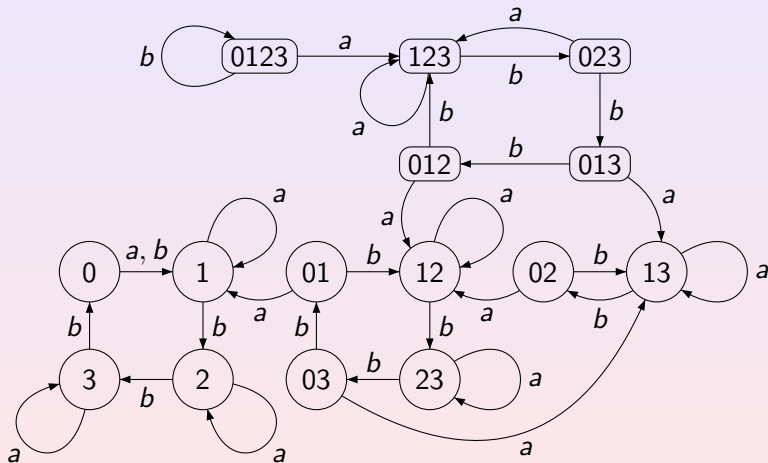 a
b 0123 a 123 b 023
a b b
012 b 013
a a a a
0 a, b 1 01 b 12 02 b 13 a
a a b
b b b b
3 b 2 03 b 23 a
a a a